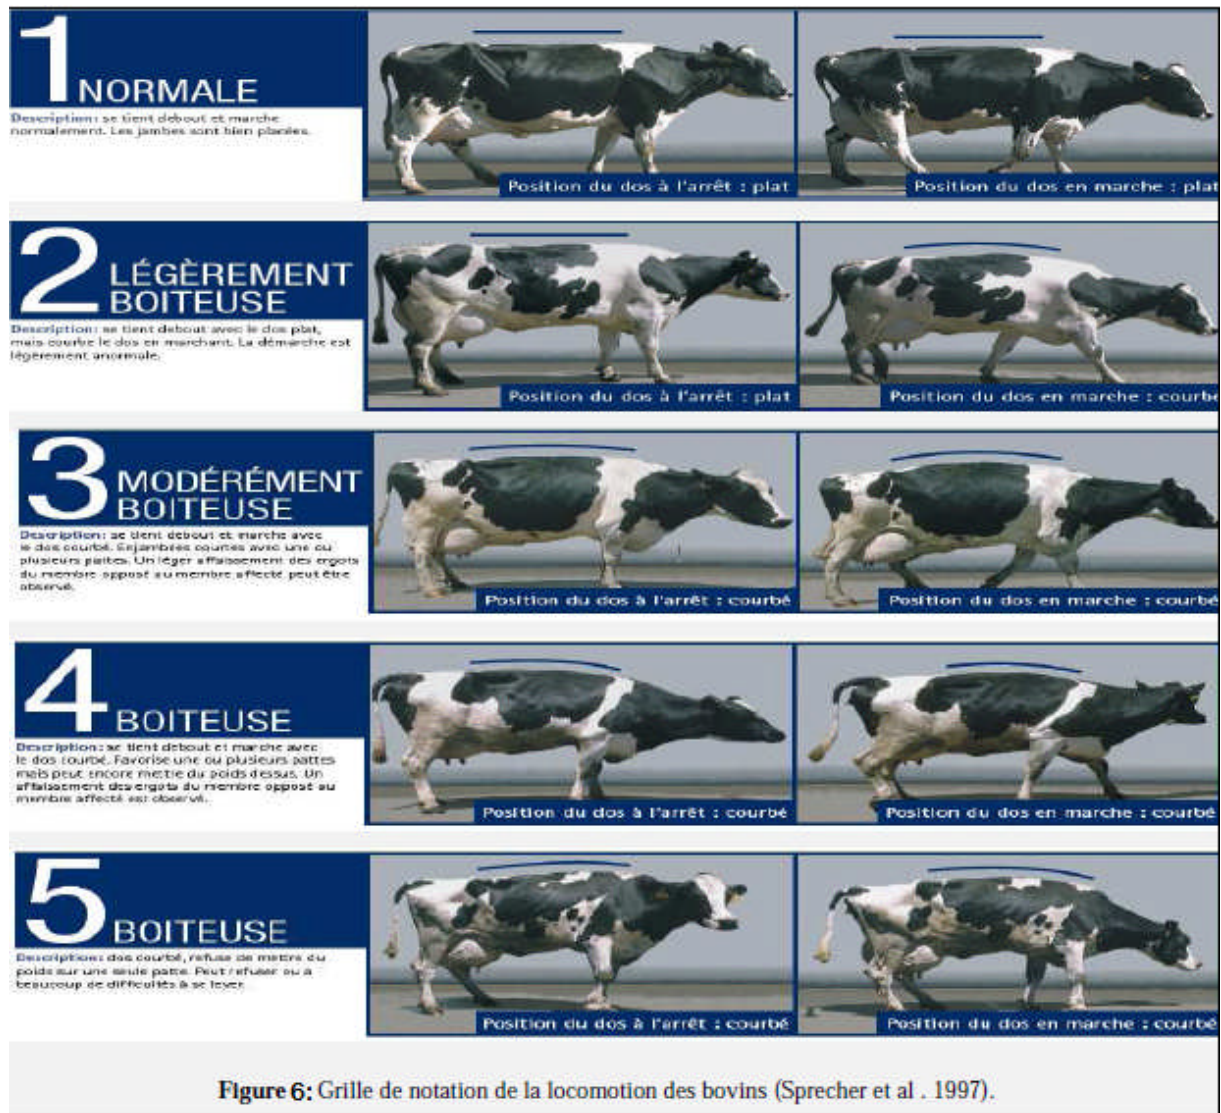 1 NORMALE
Description: se tient debout et marche
normalement. Les jambes sont bien placées.
Position du dos à l'arrêt : plat
Position du dos en marche : plat
2 LÉGÈREMENT
BOITEUSE
Description: se tient debout avec le dos plat,
mais courbe le dos en marchant. La démarche est
légèrement anormale.
Position du dos à l'arrêt : plat
Position du dos en marche : courbé
3 MODÉRÉMENT
BOITEUSE
Description: se tient debout et marche avec
le dos courbé. Enjambées courtes avec une ou
plusieurs pattes. Un léger affaissement des ergots
du membre opposé au membre affecté peut être
observé.
Position du dos à l'arrêt : courbé
Position du dos en marche : courbé
4 BOITEUSE
Description: se tient debout et marche avec
le dos courbé. Favorise une ou plusieurs pattes
mais peut encore mettre du poids dessus. Un
affaissement des ergots du membre opposé au
membre affecté est observé.
Position du dos à l'arrêt : courbé
Position du dos en marche : courbé
5 BOITEUSE
Description: dos courbé, refuse de mettre du
poids sur une seule patte. Peut refuser ou a
beaucoup de difficultés à se lever.
Position du dos à l'arrêt : courbé
Position du dos en marche : courbé
Figure 6: Grille de notation de la locomotion des bovins (Sprecher et al . 1997).